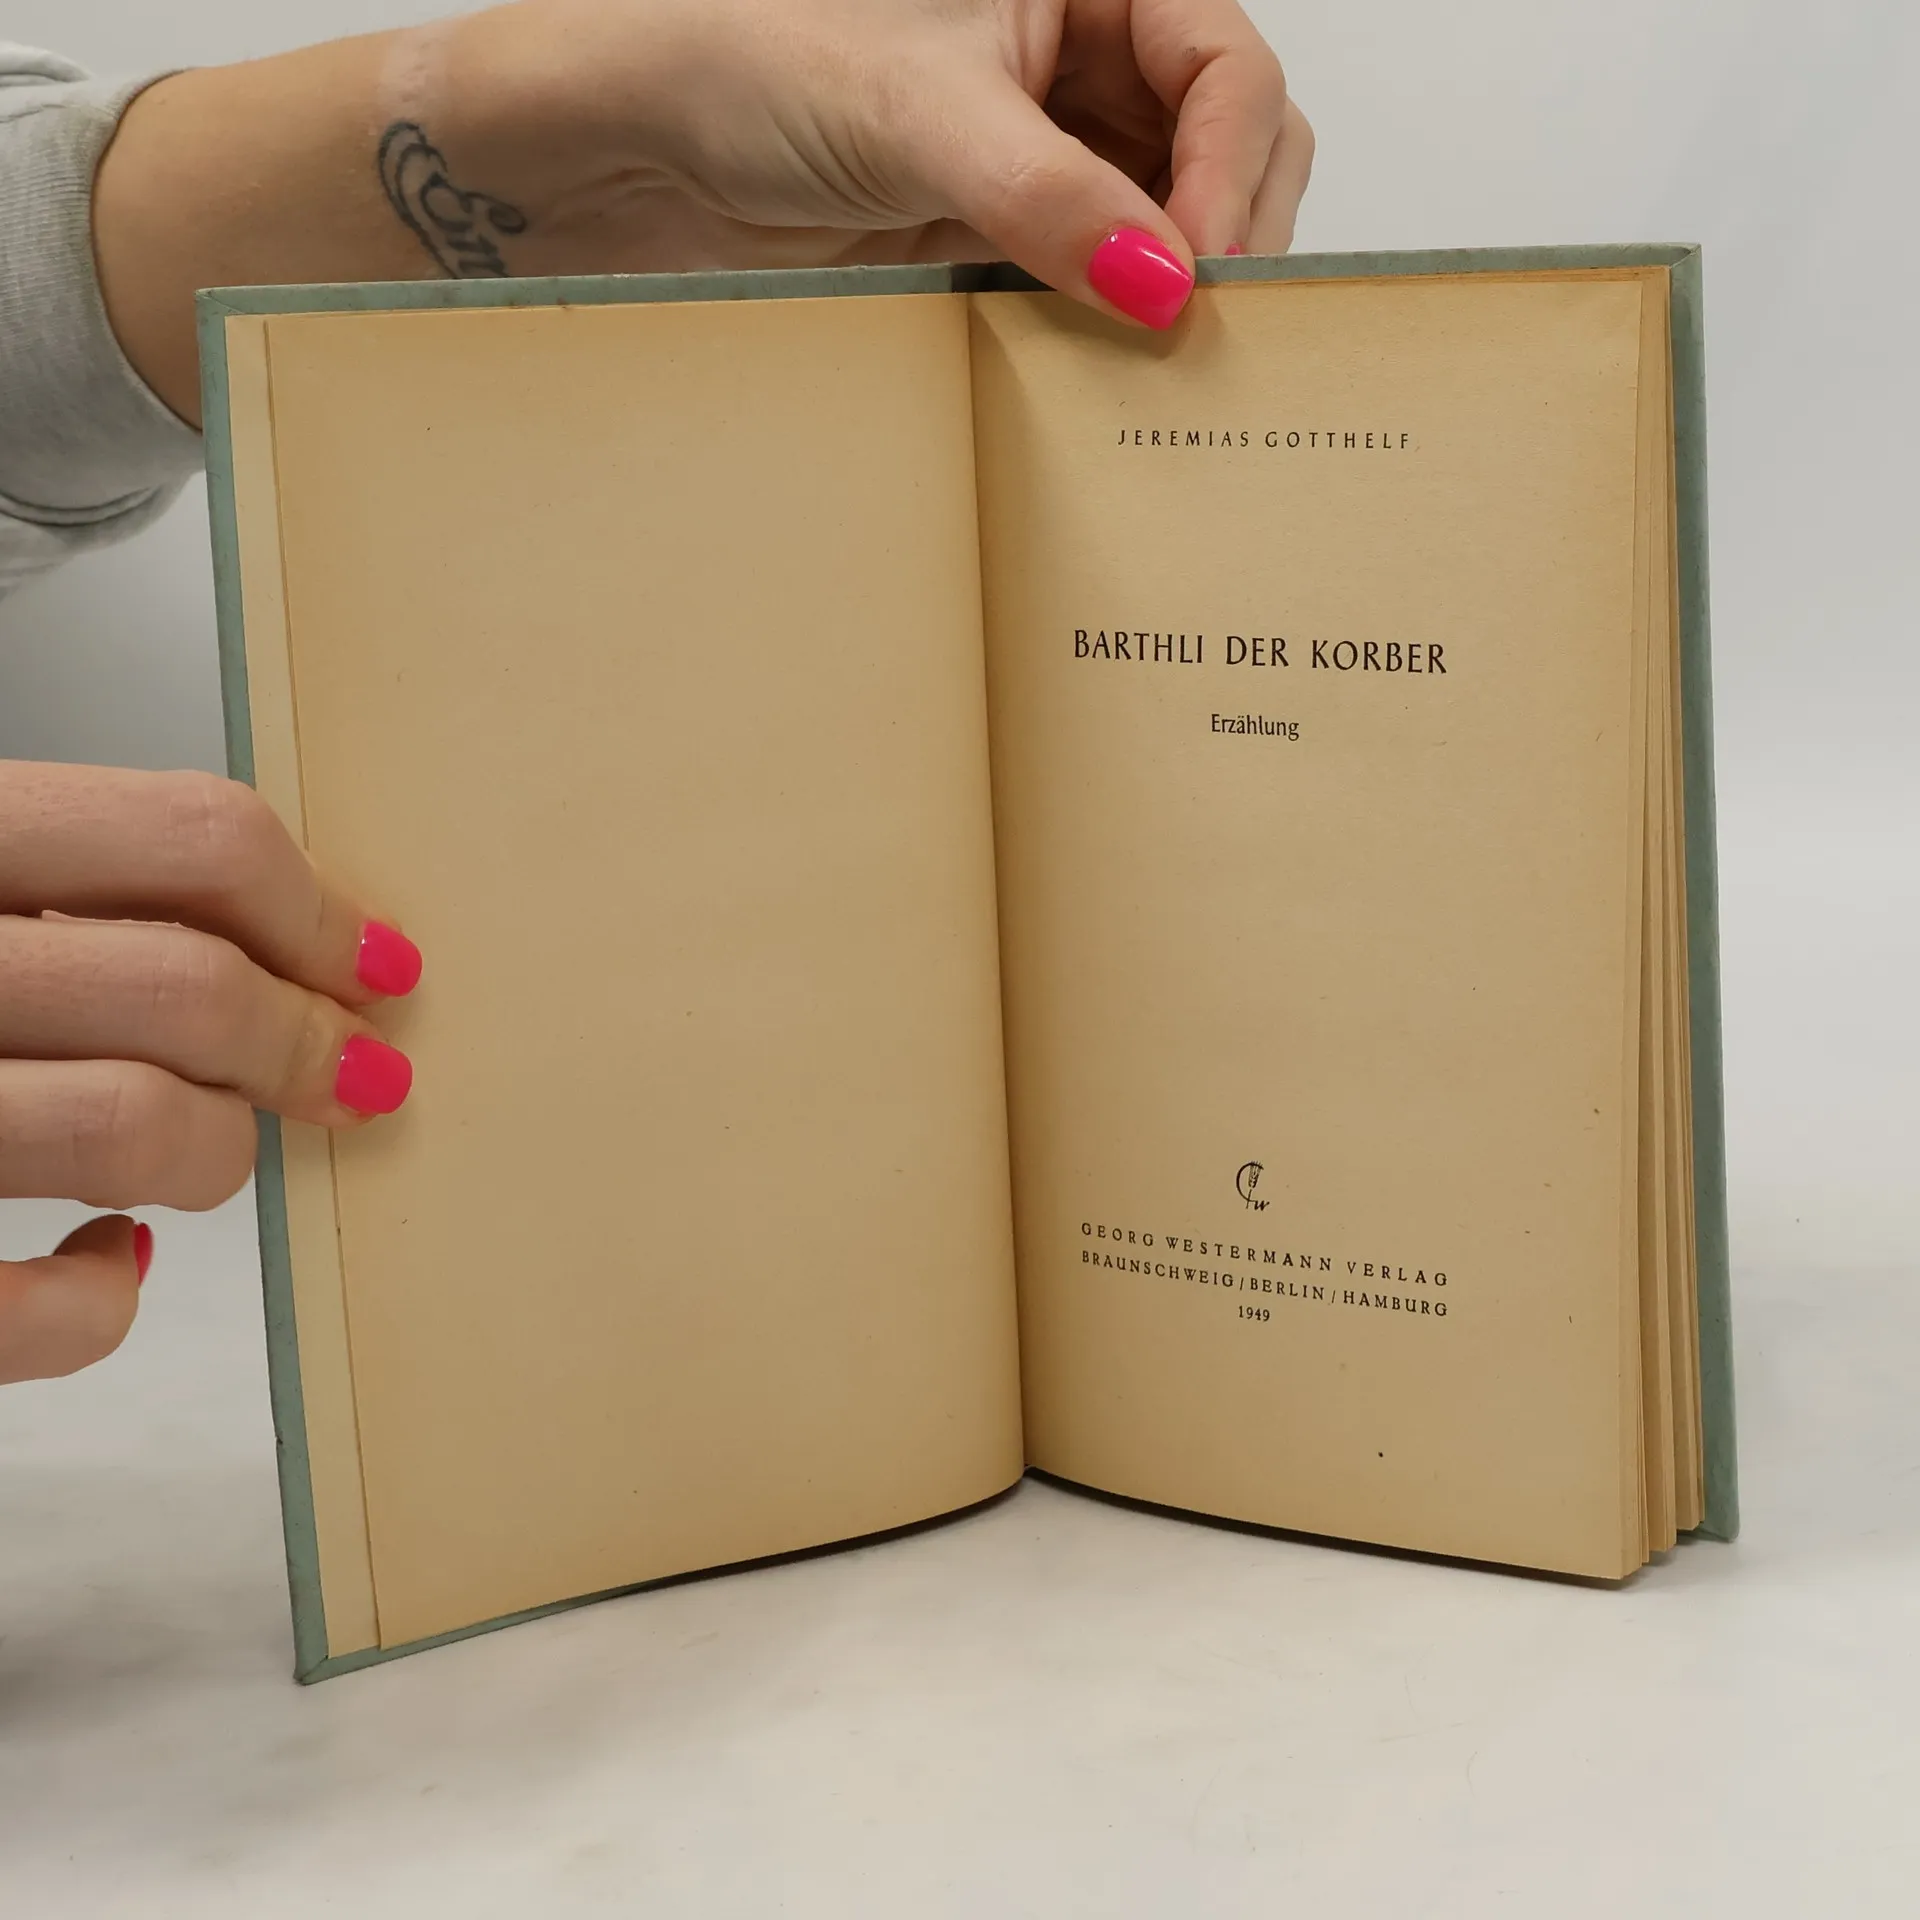 JEREMIAS GOTTHELF
BARTHLI DER KORBER
Erzählung
GEORG WESTERMANN VERLAG
BRAUNSCHWEIG/BERLIN/HAMBURG
1949